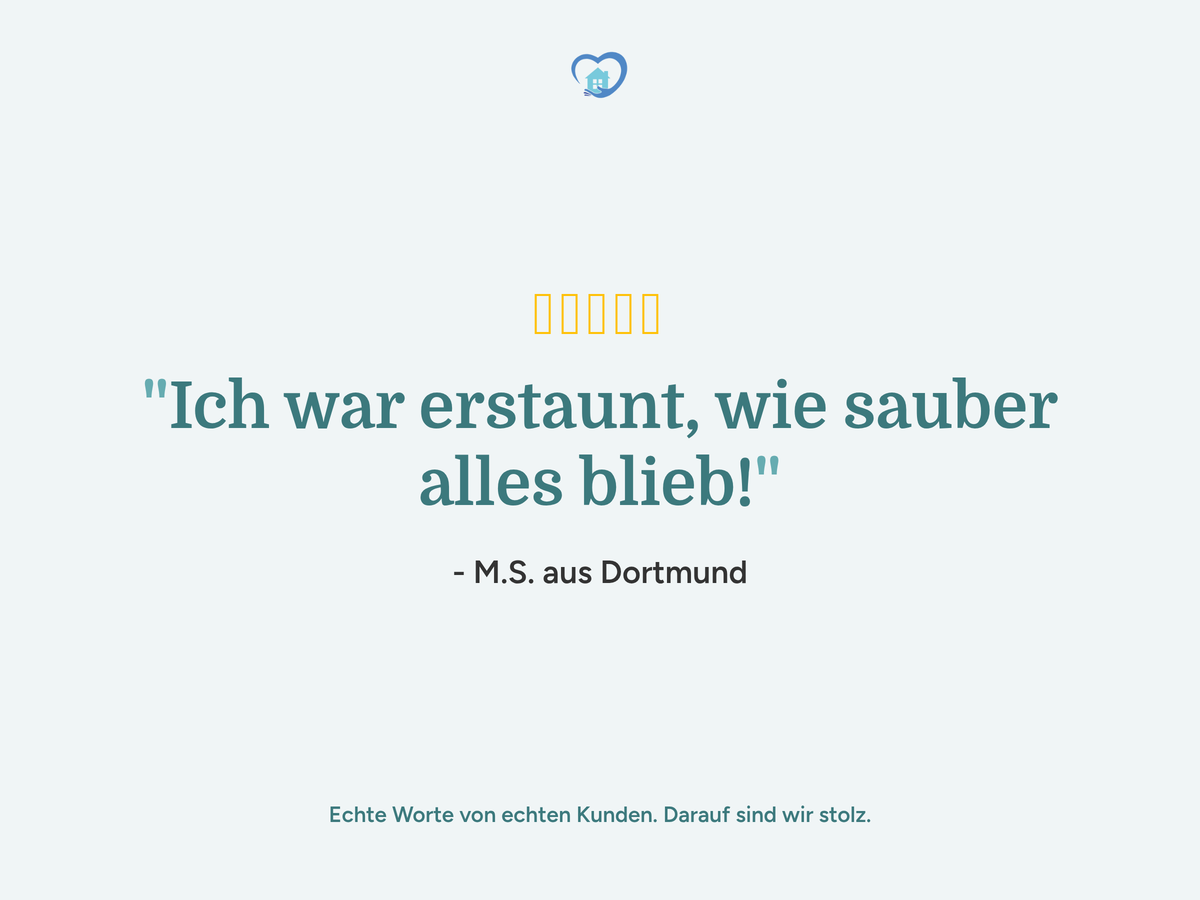 "Ich war erstaunt, wie sauber
alles blieb!"
- M.S. aus Dortmund
Echte Worte von echten Kunden. Darauf sind wir stolz.